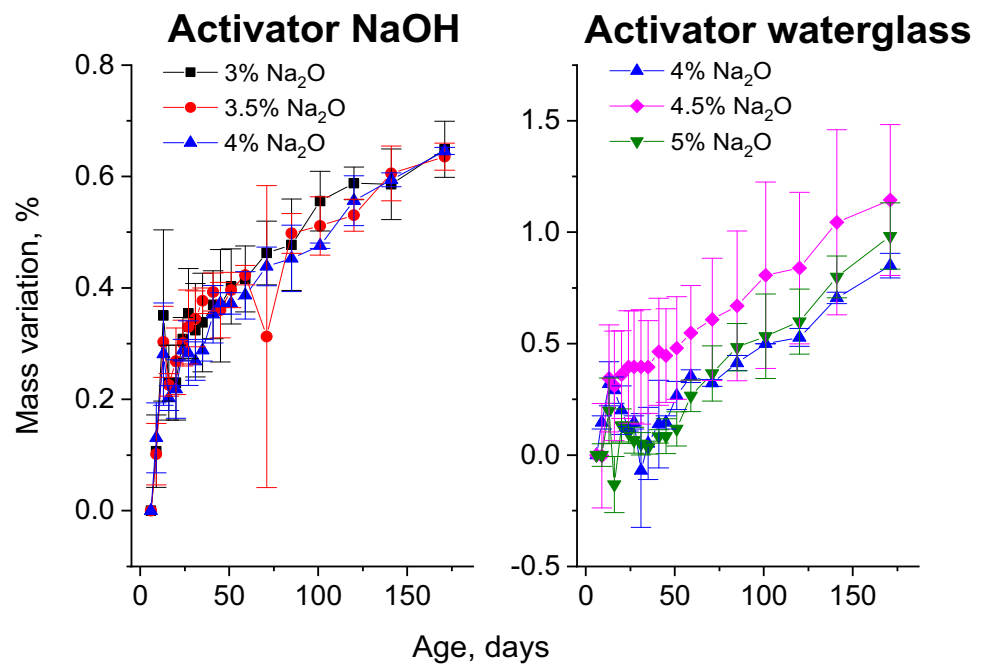 Activator NaOH
3% Na₂O
3.5% Na₂O
4% Na₂O
0.8
0.6
0.4
0.2
0.0
0 50 100 150
Mass variation, %
Activator waterglass
4% Na₂O
4.5% Na₂O
5% Na₂O
1.5
1.0
0.5
0.0
-0.5
0 50 100 150
Age, days